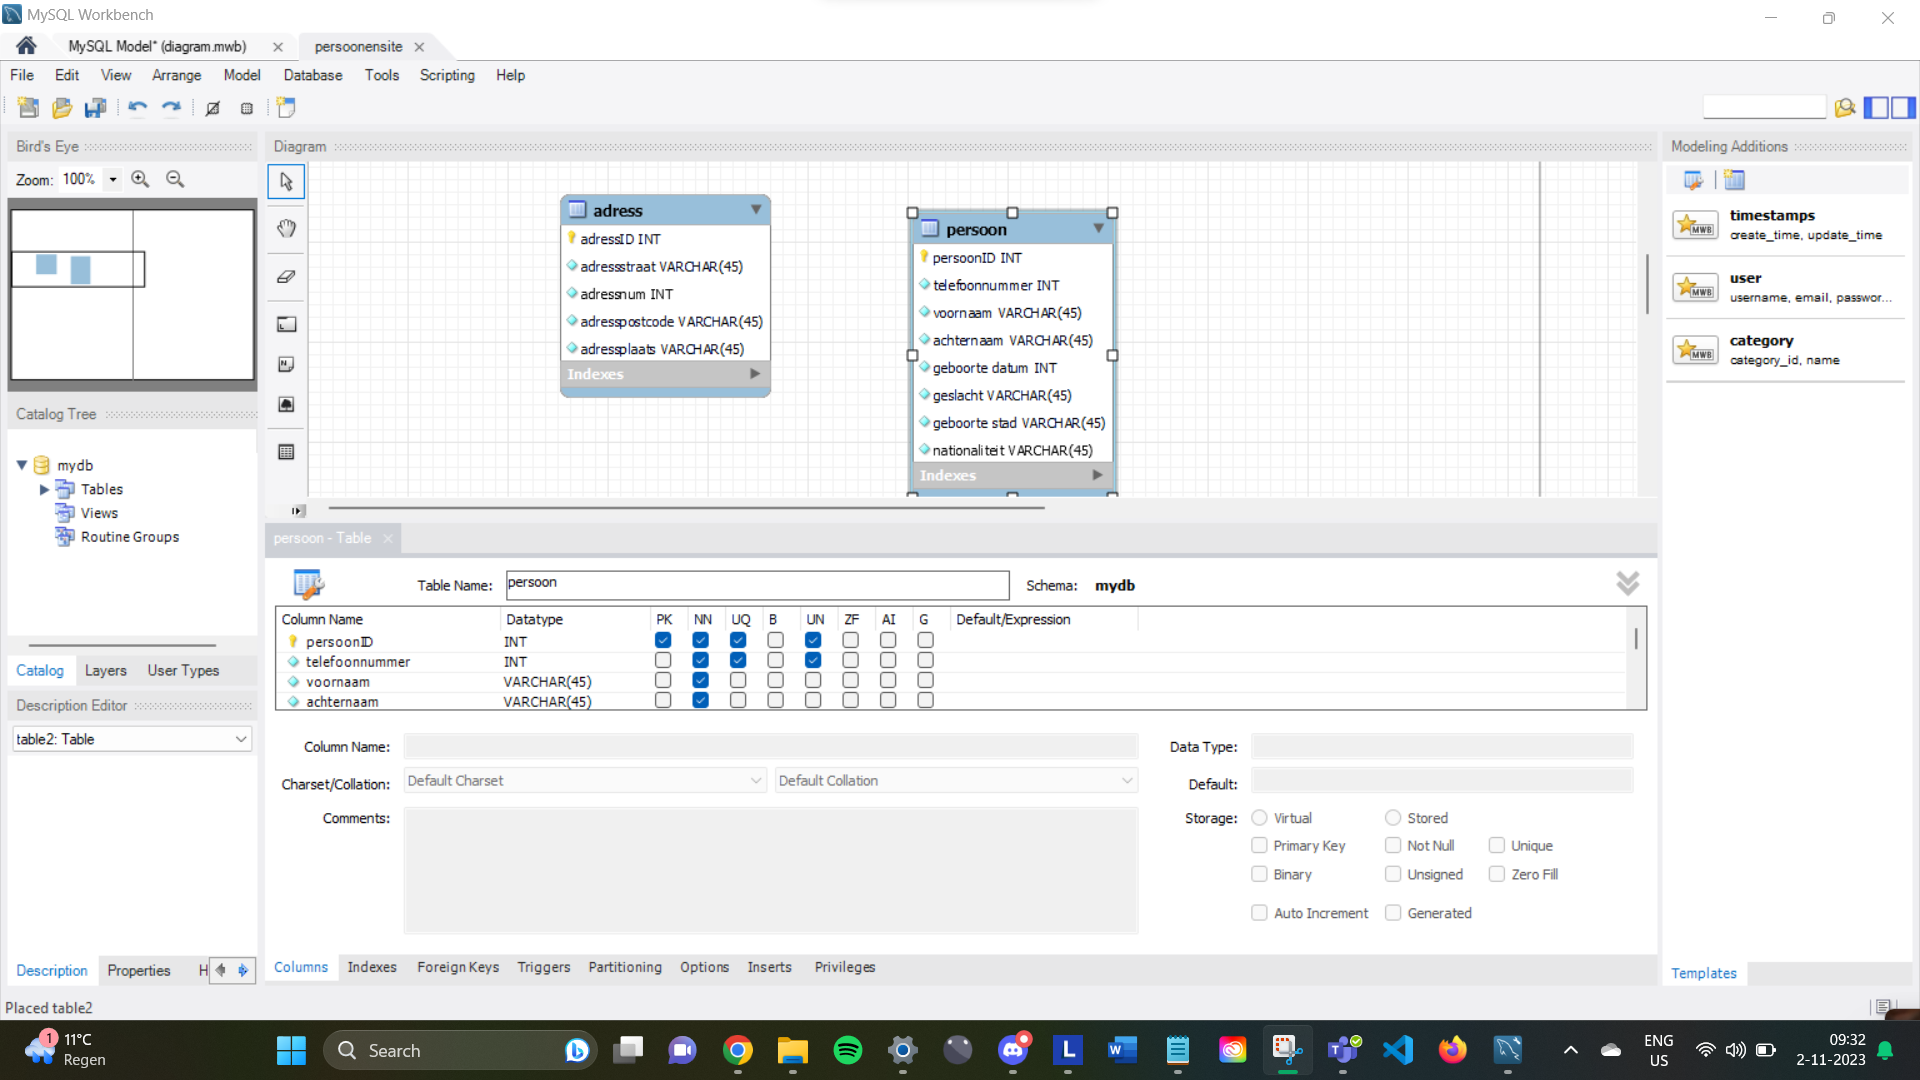 MySQL Workbench
MySQL Model* (diagram.mwb)
persoonensite
File Edit View Arrange Model Database Tools Scripting Help
Bird's Eye
Zoom: 100%
Catalog Tree
mydb
Tables
Views
Routine Groups
Catalog Layers User Types
Description Editor
table2: Table
Description Properties H
Placed table2
Diagram
adress
adressID INT
adressstraat VARCHAR(45)
adressnum INT
adresspostcode VARCHAR(45)
adressplaats VARCHAR(45)
Indexes
persoon
persoonID INT
telefoonnummer INT
voornaam VARCHAR(45)
achternaam VARCHAR(45)
geboorte datum INT
geslacht VARCHAR(45)
geboorte stad VARCHAR(45)
nationaliteit VARCHAR(45)
Indexes
persoon - Table
Table Name: persoon Schema: mydb
Column Name Datatype PK NN UQ B UN ZF AI G Default/Expression
persoonID INT
telefoonnummer INT
voornaam VARCHAR(45)
achternaam VARCHAR(45)
Column Name: Data Type:
Charset/Collation: Default Charset Default Collation Default:
Comments: Storage: Virtual Stored
Primary Key Not Null Unique
Binary Unsigned Zero Fill
Auto Increment Generated
Columns Indexes Foreign Keys Triggers Partitioning Options Inserts Privileges
Modeling Additions
MWB
timestamps
create_time, update_time
MWB
user
username, email, passwor...
MWB
category
category_id, name
Templates
1
11°C
Regen
Search
L
ENG
US
09:32
2-11-2023